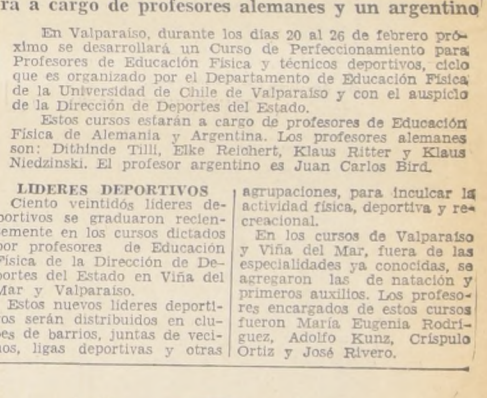 rá a cargo de profesores alemanes y un argentino
En Valparaíso, durante los días 20 al 26 de febrero pró-
ximo se desarrollará un Curso de Perfeccionamiento para
Profesores de Educación Física y técnicos deportivos, ciclo
que es organizado por el Departamento de Educación Física
de la Universidad de Chile de Valparaíso y con el auspicio
de la Dirección de Deportes del Estado.
Estos cursos estarán a cargo de profesores de Educación
Física de Alemania y Argentina. Los profesores alemanes
son: Dithinde Tilli, Elke Reichert, Klaus Ritter y Klaus
Niedzinski. El profesor argentino es Juan Carlos Bird.
LIDERES DEPORTIVOS
Ciento veintidós líderes de-
portivos se graduaron recien-
temente en los cursos dictados
por profesores de Educación
Física de la Dirección de De-
portes del Estado en Viña del
Mar y Valparaíso.
Estos nuevos líderes deporti-
vos serán distribuidos en clu-
bes de barrios, juntas de veci-
nos, ligas deportivas y otras
agrupaciones, para inculcar la
actividad física, deportiva y re-
creacional.
En los cursos de Valparaíso
y Viña del Mar, fuera de las
especialidades ya conocidas, se
agregaron las de natación y
primeros auxilios. Los profeso-
res encargados de estos cursos
fueron María Eugenia Rodrí-
guez, Adolfo Kunz, Críspulo
Ortiz y José Rivero.